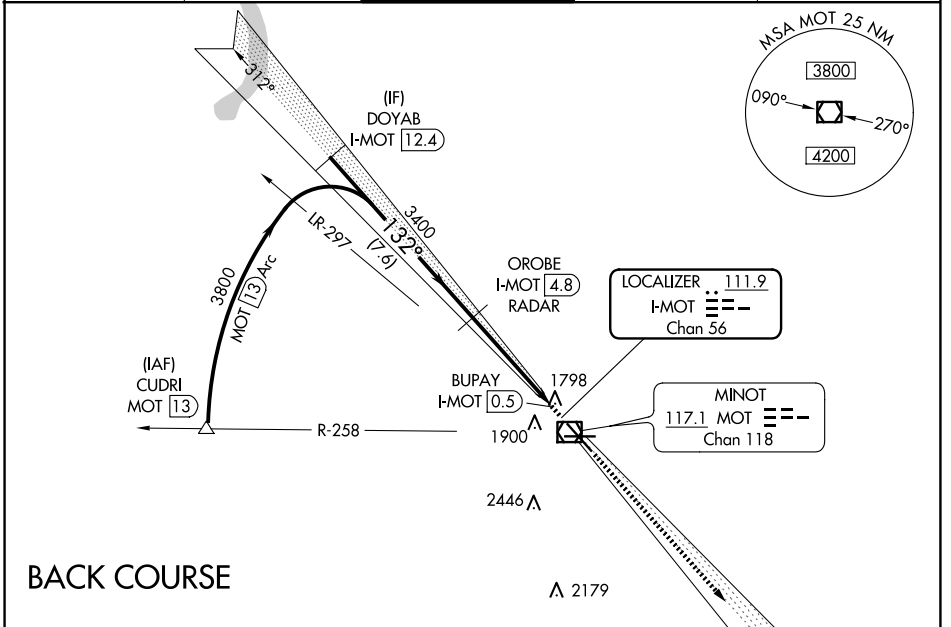 MSA MOT 25 NM
3800
090°
270°
4200
312°
(IF)
DOYAB
I-MOT 12.4
LR-297
3400
132°
(7.6)
3800
MOT 13 Arc
OROBE
I-MOT 4.8
RADAR
LOCALIZER 111.9
I-MOT
Chan 56
(IAF)
CUDRI
MOT 13
BUPAY
I-MOT 0.5
1798
MINOT
117.1 MOT
Chan 118
R-258
1900
2446
2179
BACK COURSE